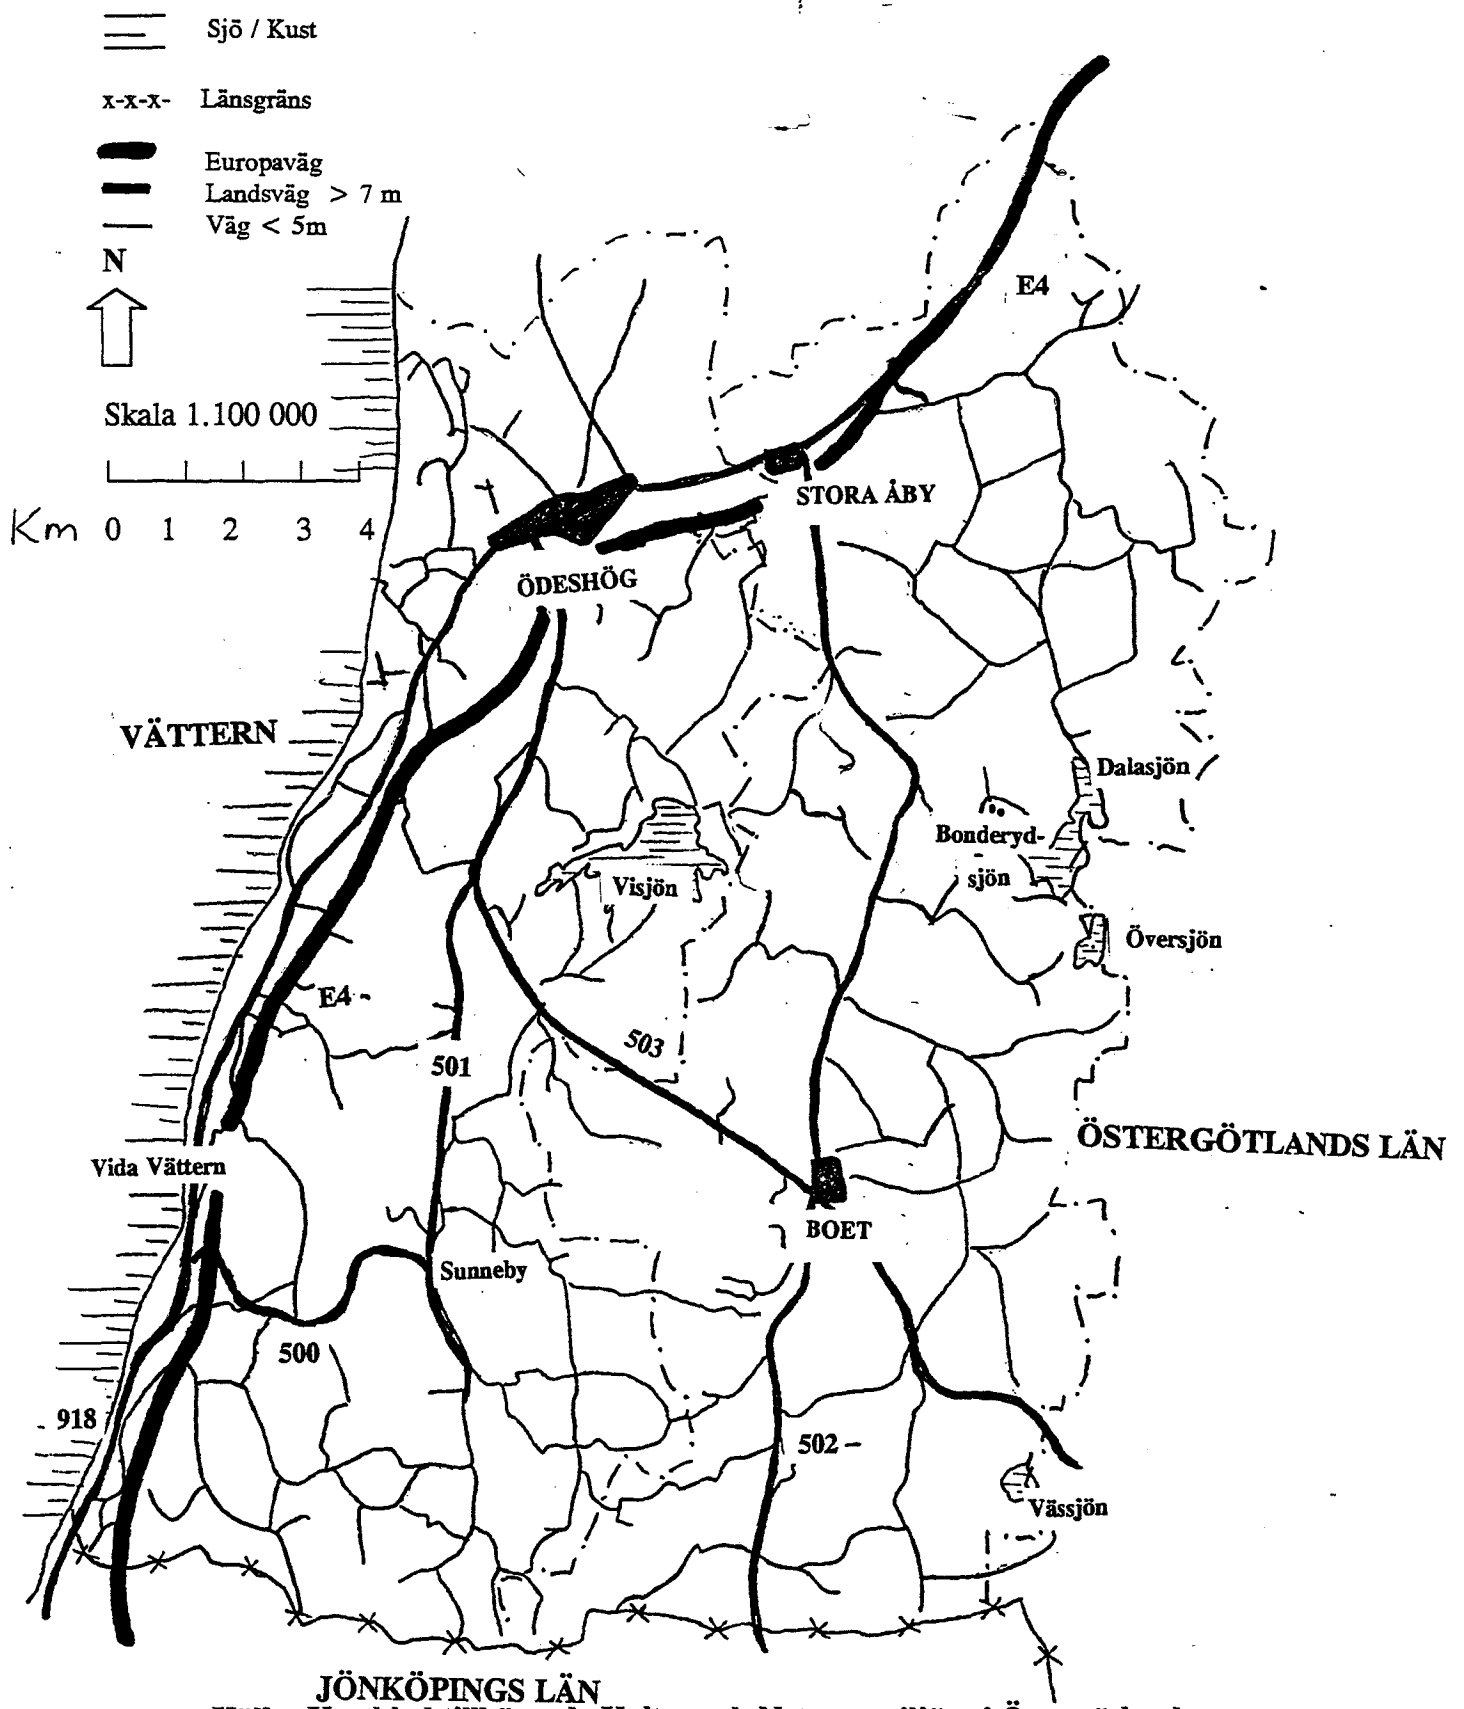 Sjö / Kust
x-x-x- Länsgräns
Europaväg
Landsväg > 7 m
Väg < 5m
N
E4
Skala 1.100 000
Km 0 1 2 3 4
STORA ÅBY
ÖDESHÖG
VÄTTERN
Dalasjön
Bonderyd-
sjön
Visjön
Översjön
E4 -
503
501
ÖSTERGÖTLANDS LÄN
Vida Vättern
BOET
Sunneby
500
918
502 –
Vässjön
JÖNKÖPINGS LÄN